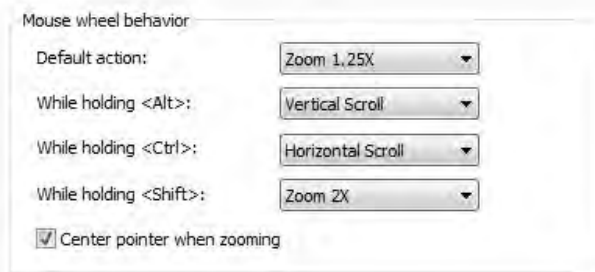 Mouse wheel behavior
Default action: Zoom 1.25X
While holding <Alt>: Vertical Scroll
While holding <Ctrl>: Horizontal Scroll
While holding <Shift>: Zoom 2X
Center pointer when zooming